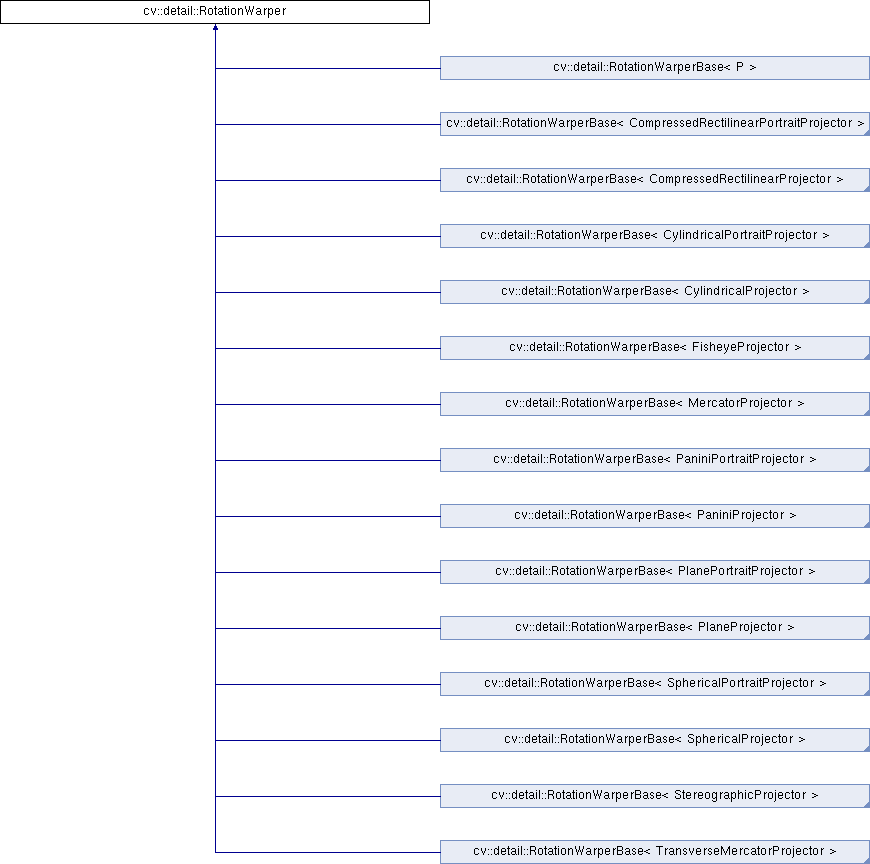 cv::detail::RotationWarper
cv::detail::RotationWarperBase< P >
cv::detail::RotationWarperBase< CompressedRectilinearPortraitProjector >
cv::detail::RotationWarperBase< CompressedRectilinearProjector >
cv::detail::RotationWarperBase< CylindricalPortraitProjector >
cv::detail::RotationWarperBase< CylindricalProjector >
cv::detail::RotationWarperBase< FisheyeProjector >
cv::detail::RotationWarperBase< MercatorProjector >
cv::detail::RotationWarperBase< PaniniPortraitProjector >
cv::detail::RotationWarperBase< PaniniProjector >
cv::detail::RotationWarperBase< PlanePortraitProjector >
cv::detail::RotationWarperBase< PlaneProjector >
cv::detail::RotationWarperBase< SphericalPortraitProjector >
cv::detail::RotationWarperBase< SphericalProjector >
cv::detail::RotationWarperBase< StereographicProjector >
cv::detail::RotationWarperBase< TransverseMercatorProjector >